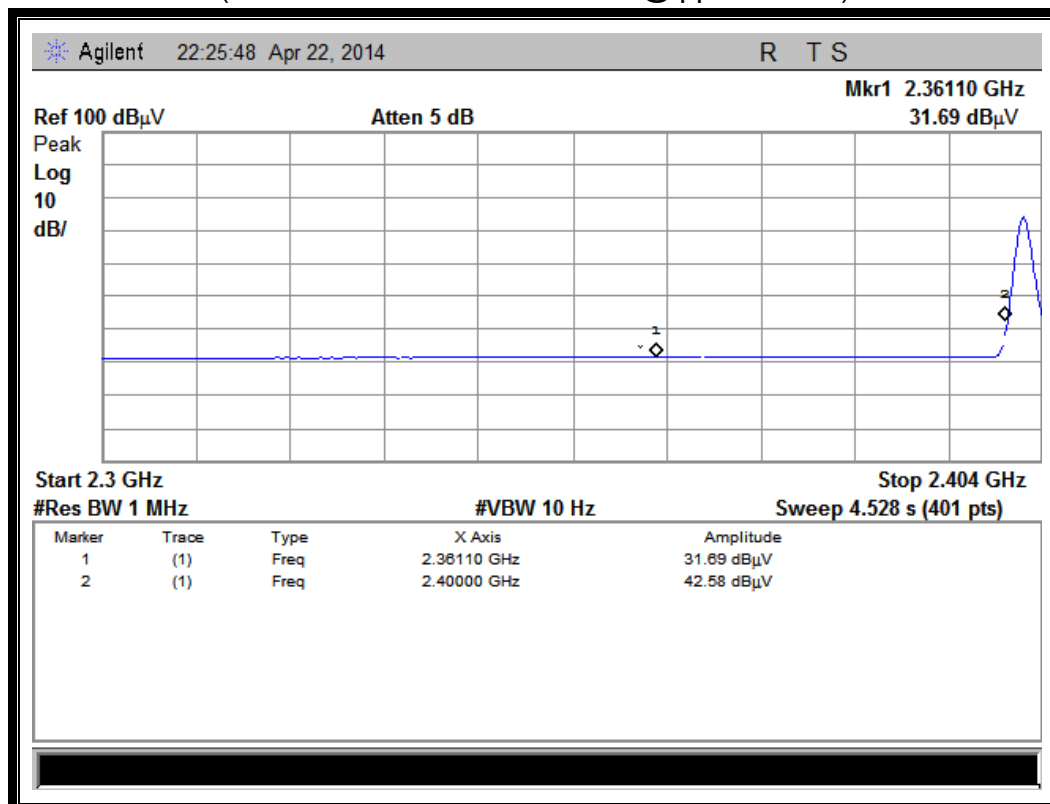 Agilent 22:25:48 Apr 22, 2014 R T S
Mkr1 2.36110 GHz
Ref 100 dBμV Atten 5 dB 31.69 dBμV
Peak
Log
10
dB/
1
2
Start 2.3 GHz Stop 2.404 GHz
#Res BW 1 MHz #VBW 10 Hz Sweep 4.528 s (401 pts)
Marker Trace Type X Axis Amplitude
1 (1) Freq 2.36110 GHz 31.69 dBμV
2 (1) Freq 2.40000 GHz 42.58 dBμV